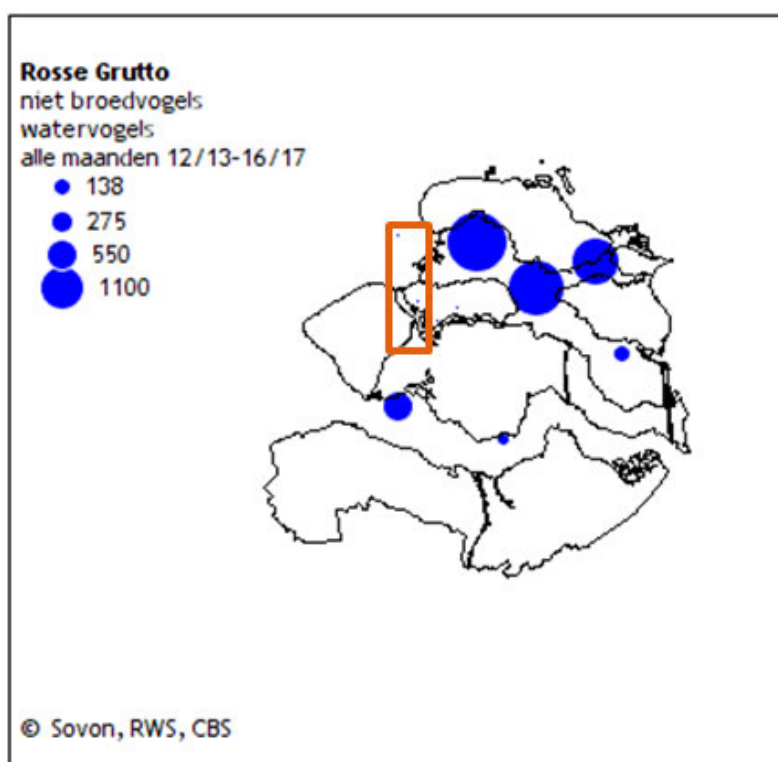 Rosse Grutto
niet broedvogels
watervogels
alle maanden 12/13-16/17
138
275
550
1100
© Sovon, RWS, CBS